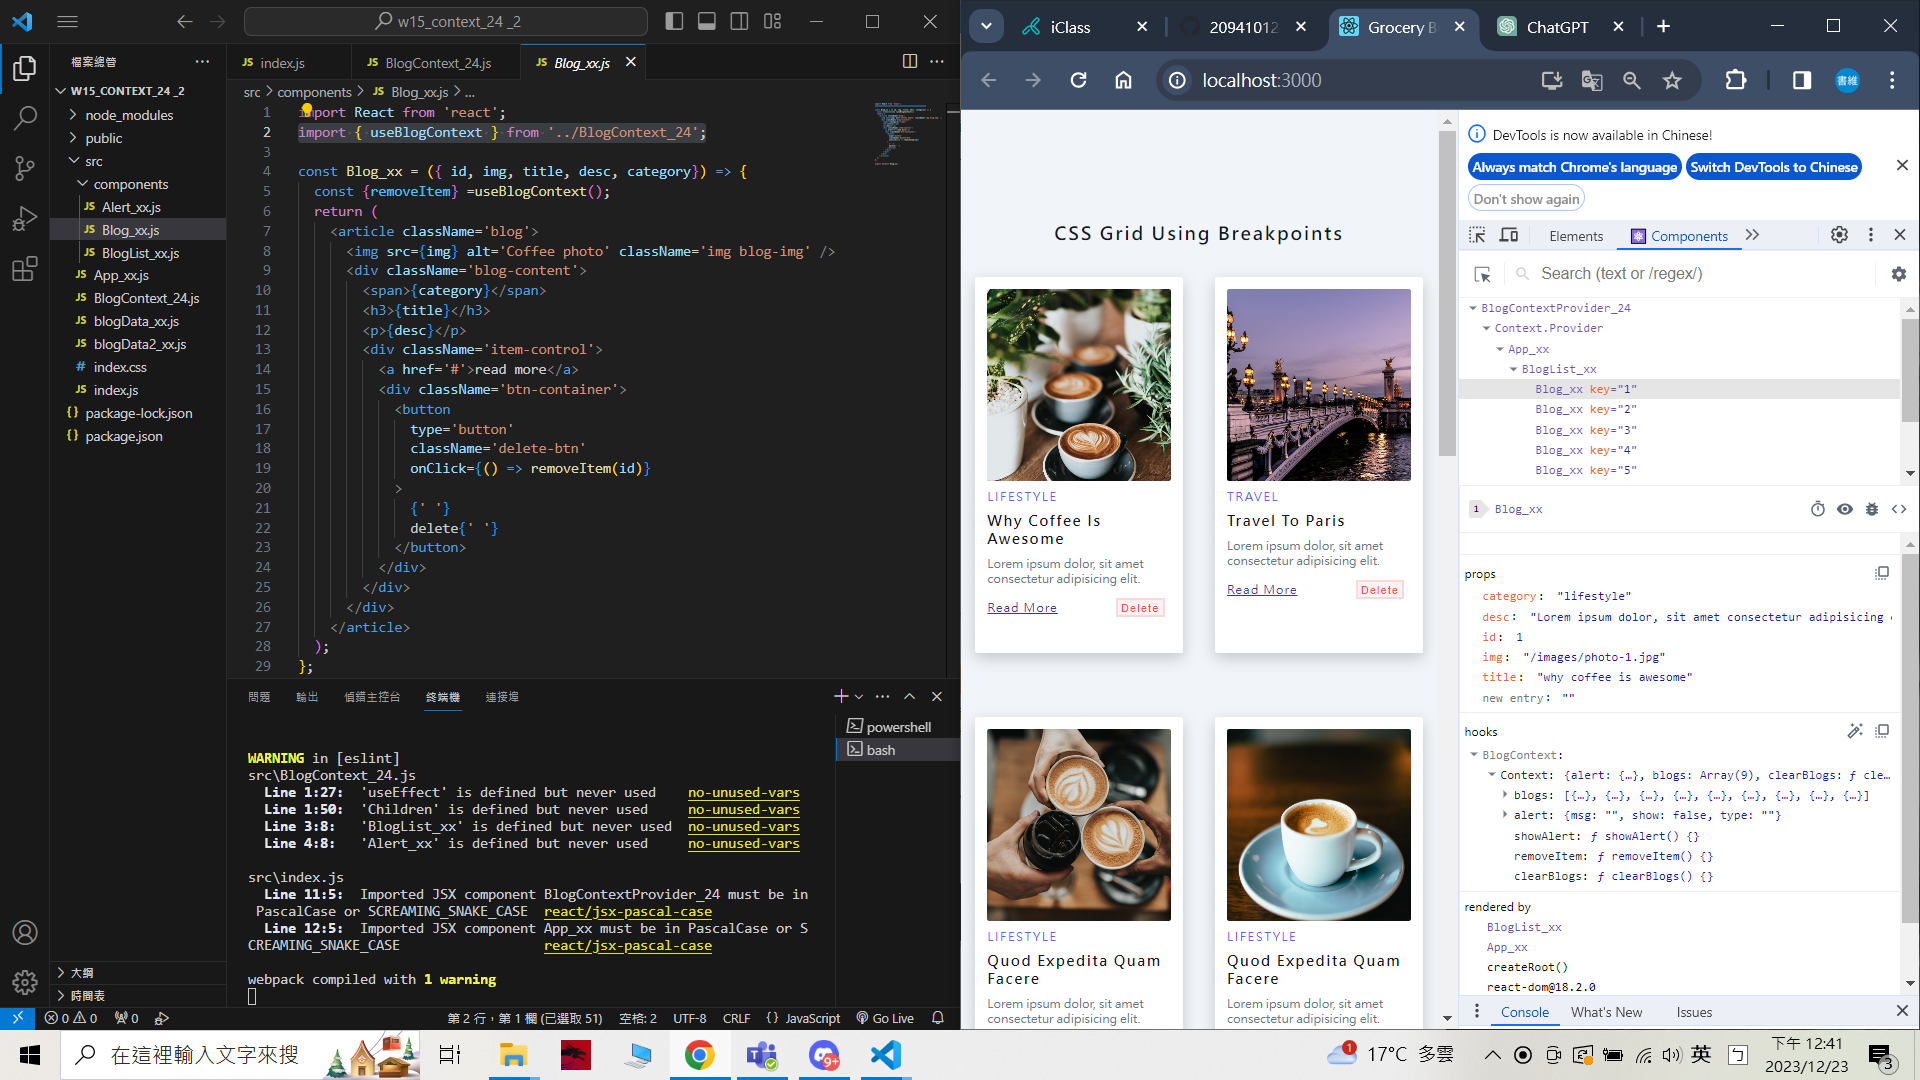 w15_context_24 _2
檔案總管
W15_CONTEXT_24 _2
node_modules
public
src
components
Alert_xx.js
Blog_xx.js
BlogList_xx.js
App_xx.js
BlogContext_24.js
blogData_xx.js
blogData2_xx.js
index.css
index.js
package-lock.json
package.json
大綱
時間表
index.js
BlogContext_24.js
Blog_xx.js
src > components > JS Blog_xx.js > ...
1 import React from 'react';
2 import { useBlogContext } from '../BlogContext_24';
3
4 const Blog_xx = ({ id, img, title, desc, category}) => {
5 const {removeItem} =useBlogContext();
6 return (
7 <article className='blog'>
8 <img src={img} alt='Coffee photo' className='img blog-img' />
9 <div className='blog-content'>
10 <span>{category}</span>
11 <h3>{title}</h3>
12 <p>{desc}</p>
13 <div className='item-control'>
14 <a href='#'>read more</a>
15 <div className='btn-container'>
16 <button
17 type='button'
18 className='delete-btn'
19 onClick={() => removeItem(id)}
20 >
21 {' '}
22 delete{' '}
23 </button>
24 </div>
25 </div>
26 </div>
27 </article>
28 );
29 };
問題 輸出 偵錯主控台 終端機 連接埠
powershell
bash
WARNING in [eslint]
src\BlogContext_24.js
Line 1:27: 'useEffect' is defined but never used no-unused-vars
Line 1:50: 'Children' is defined but never used no-unused-vars
Line 3:8: 'BlogList_xx' is defined but never used no-unused-vars
Line 4:8: 'Alert_xx' is defined but never used no-unused-vars
src\index.js
Line 11:5: Imported JSX component BlogContextProvider_24 must be in
PascalCase or SCREAMING_SNAKE_CASE react/jsx-pascal-case
Line 12:5: Imported JSX component App_xx must be in PascalCase or S
CREAMING_SNAKE_CASE react/jsx-pascal-case
webpack compiled with 1 warning
0 0 0 第 2 行，第 1 欄 (已選取 51) 空格: 2 UTF-8 CRLF {} JavaScript Go Live
iClass
20941012
Grocery B
ChatGPT
localhost:3000
書維
CSS Grid Using Breakpoints
LIFESTYLE
Why Coffee Is
Awesome
Lorem ipsum dolor, sit amet
consectetur adipisicing elit.
Read More Delete
TRAVEL
Travel To Paris
Lorem ipsum dolor, sit amet
consectetur adipisicing elit.
Read More Delete
LIFESTYLE
Quod Expedita Quam
Facere
Lorem ipsum dolor, sit amet
consectetur adipisicing elit.
LIFESTYLE
Quod Expedita Quam
Facere
Lorem ipsum dolor, sit amet
consectetur adipisicing elit.
DevTools is now available in Chinese!
Always match Chrome's language Switch DevTools to Chinese
Don't show again
Elements Components
Search (text or /regex/)
BlogContextProvider_24
Context.Provider
App_xx
BlogList_xx
Blog_xx key="1"
Blog_xx key="2"
Blog_xx key="3"
Blog_xx key="4"
Blog_xx key="5"
1 Blog_xx
props
category: "lifestyle"
desc: "Lorem ipsum dolor, sit amet consectetur adipisicing
id: 1
img: "/images/photo-1.jpg"
title: "why coffee is awesome"
new entry: ""
hooks
BlogContext:
Context: {alert: {…}, blogs: Array(9), clearBlogs: ƒ cle…
blogs: [{…}, {…}, {…}, {…}, {…}, {…}, {…}, {…}, {…}]
alert: {msg: "", show: false, type: ""}
showAlert: ƒ showAlert() {}
removeItem: ƒ removeItem() {}
clearBlogs: ƒ clearBlogs() {}
rendered by
BlogList_xx
App_xx
createRoot()
react-dom@18.2.0
Console What's New Issues
在這裡輸入文字來搜
9+
1
17°C 多雲
英
ㄅ
下午 12:41
2023/12/23
3